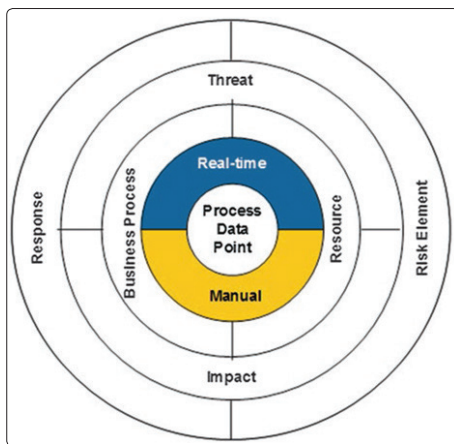 Threat
Real-time
Response
Business Process
Process
Data
Point
Resource
Risk Element
Manual
Impact